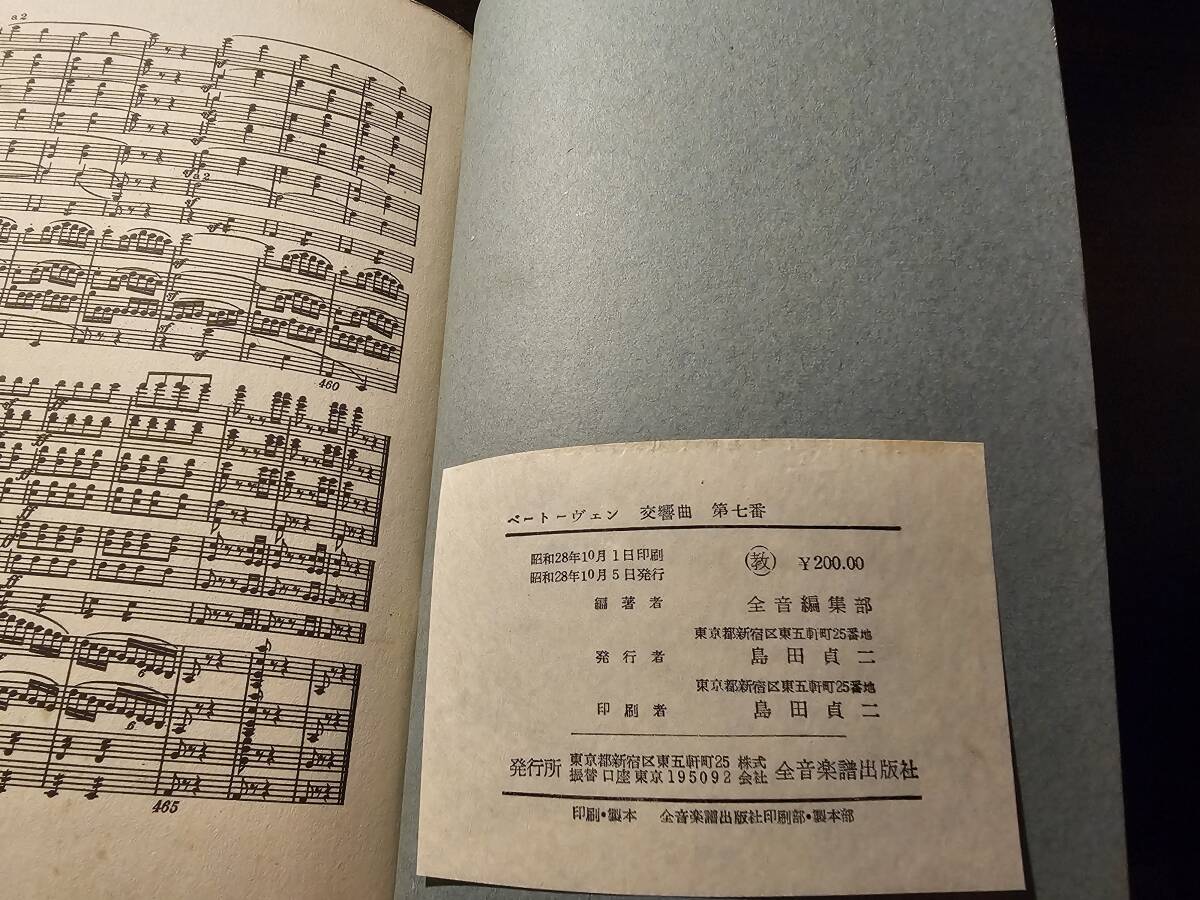 a 2
a 2
460
ff
6
6
465
ベートーヴェン 交響曲 第七番
昭和28年10月1日印刷
昭和28年10月5日発行
(教) ¥200.00
編著者 全音編集部
東京都新宿区東五軒町25番地
発行者 島田貞二
東京都新宿区東五軒町25番地
印刷者 島田貞二
発行所 東京都新宿区東五軒町25 株式
振替口座東京195092 会社 全音楽譜出版社
印刷・製本 全音楽譜出版社印刷部・製本部